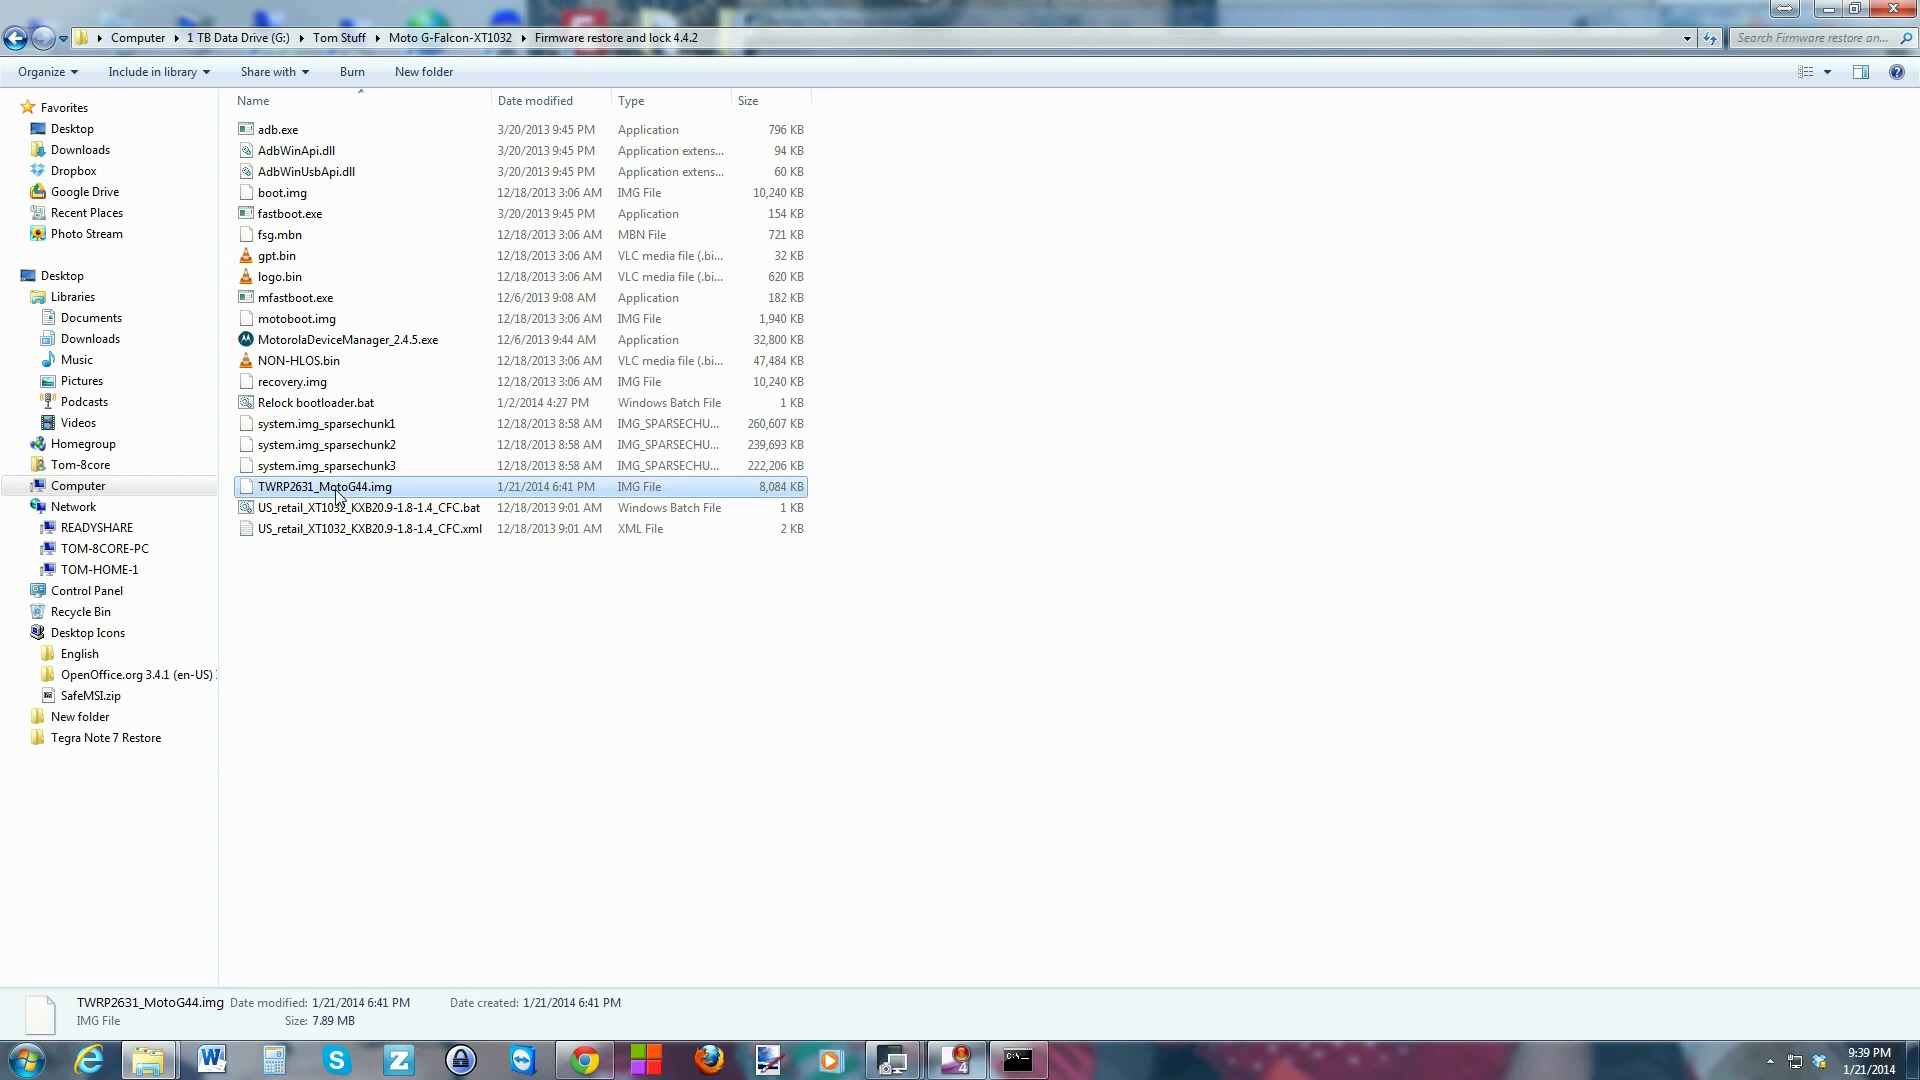 Computer ▸ 1 TB Data Drive (G:) ▸ Tom Stuff ▸ Moto G-Falcon-XT1032 ▸ Firmware restore and lock 4.4.2
Search Firmware restore an...
Organize Include in library Share with Burn New folder
Name Date modified Type Size
adb.exe 3/20/2013 9:45 PM Application 796 KB
AdbWinApi.dll 3/20/2013 9:45 PM Application extens... 94 KB
AdbWinUsbApi.dll 3/20/2013 9:45 PM Application extens... 60 KB
boot.img 12/18/2013 3:06 AM IMG File 10,240 KB
fastboot.exe 3/20/2013 9:45 PM Application 154 KB
fsg.mbn 12/18/2013 3:06 AM MBN File 721 KB
gpt.bin 12/18/2013 3:06 AM VLC media file (.bi... 32 KB
logo.bin 12/18/2013 3:06 AM VLC media file (.bi... 620 KB
mfastboot.exe 12/6/2013 9:08 AM Application 182 KB
motoboot.img 12/18/2013 3:06 AM IMG File 1,940 KB
MotorolaDeviceManager_2.4.5.exe 12/6/2013 9:44 AM Application 32,800 KB
NON-HLOS.bin 12/18/2013 3:06 AM VLC media file (.bi... 47,484 KB
recovery.img 12/18/2013 3:06 AM IMG File 10,240 KB
Relock bootloader.bat 1/2/2014 4:27 PM Windows Batch File 1 KB
system.img_sparsechunk1 12/18/2013 8:58 AM IMG_SPARSECHU... 260,607 KB
system.img_sparsechunk2 12/18/2013 8:58 AM IMG_SPARSECHU... 239,693 KB
system.img_sparsechunk3 12/18/2013 8:58 AM IMG_SPARSECHU... 222,206 KB
TWRP2631_MotoG44.img 1/21/2014 6:41 PM IMG File 8,084 KB
US_retail_XT1032_KXB20.9-1.8-1.4_CFC.bat 12/18/2013 9:01 AM Windows Batch File 1 KB
US_retail_XT1032_KXB20.9-1.8-1.4_CFC.xml 12/18/2013 9:01 AM XML File 2 KB
Favorites
Desktop
Downloads
Dropbox
Google Drive
Recent Places
Photo Stream
Desktop
Libraries
Documents
Downloads
Music
Pictures
Podcasts
Videos
Homegroup
Tom-8core
Computer
Network
READYSHARE
TOM-8CORE-PC
TOM-HOME-1
Control Panel
Recycle Bin
Desktop Icons
English
OpenOffice.org 3.4.1 (en-US)
SafeMSI.zip
New folder
Tegra Note 7 Restore
TWRP2631_MotoG44.img Date modified: 1/21/2014 6:41 PM Date created: 1/21/2014 6:41 PM
IMG File Size: 7.89 MB
9:39 PM
1/21/2014